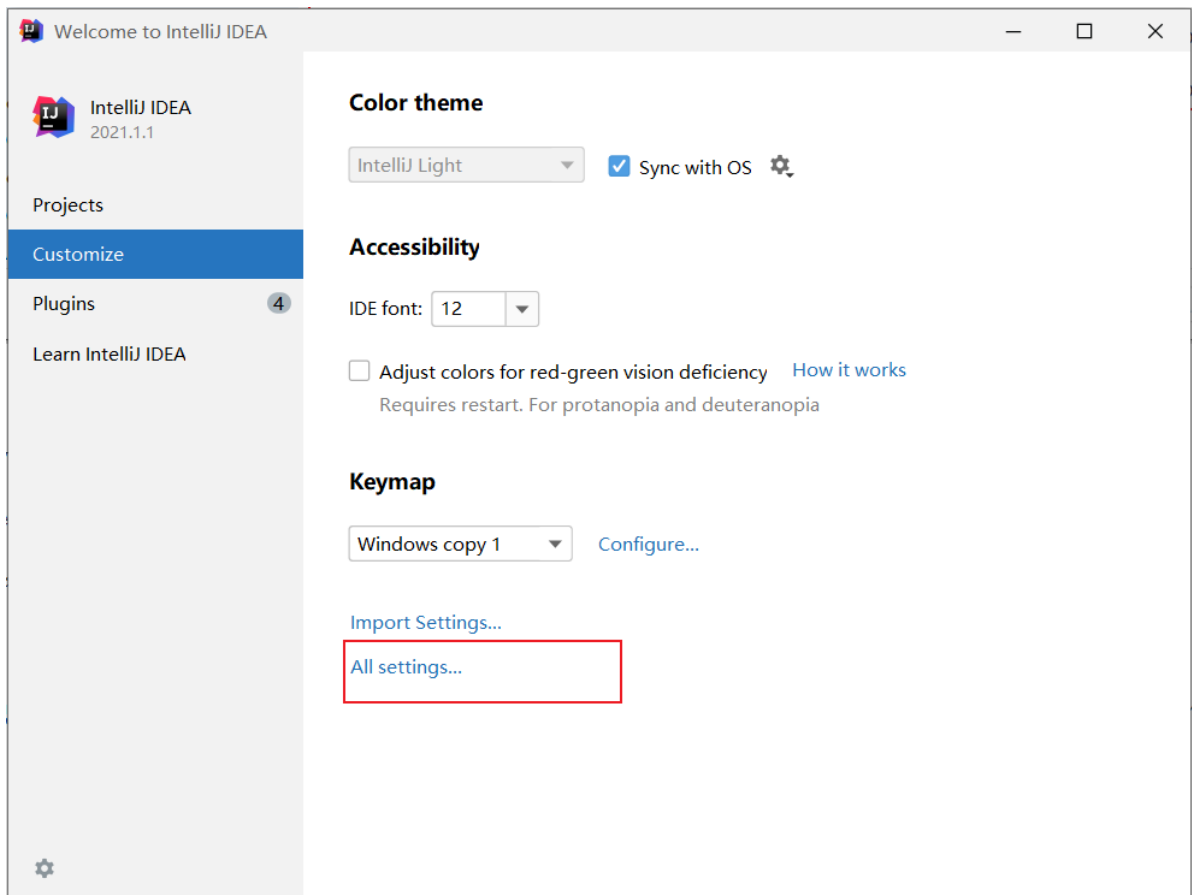 Welcome to IntelliJ IDEA
IntelliJ IDEA
2021.1.1
Projects
Customize
Plugins 4
Learn IntelliJ IDEA
Color theme
IntelliJ Light Sync with OS
Accessibility
IDE font: 12
Adjust colors for red-green vision deficiency How it works
Requires restart. For protanopia and deuteranopia
Keymap
Windows copy 1 Configure...
Import Settings...
All settings...